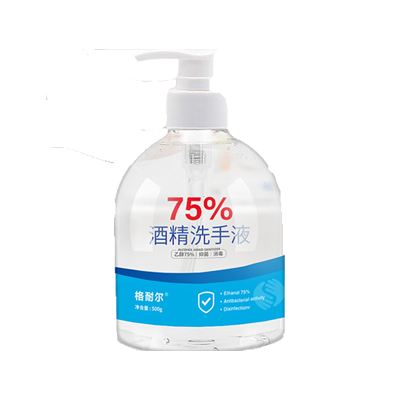 75%
酒精洗手液
ALCOHOL HAND SANITIZER
乙醇75% | 抑菌 | 消毒
格耐尔®
净含量:500g
• Ethanol 75%
• Antibacterial activity
• Disinfection